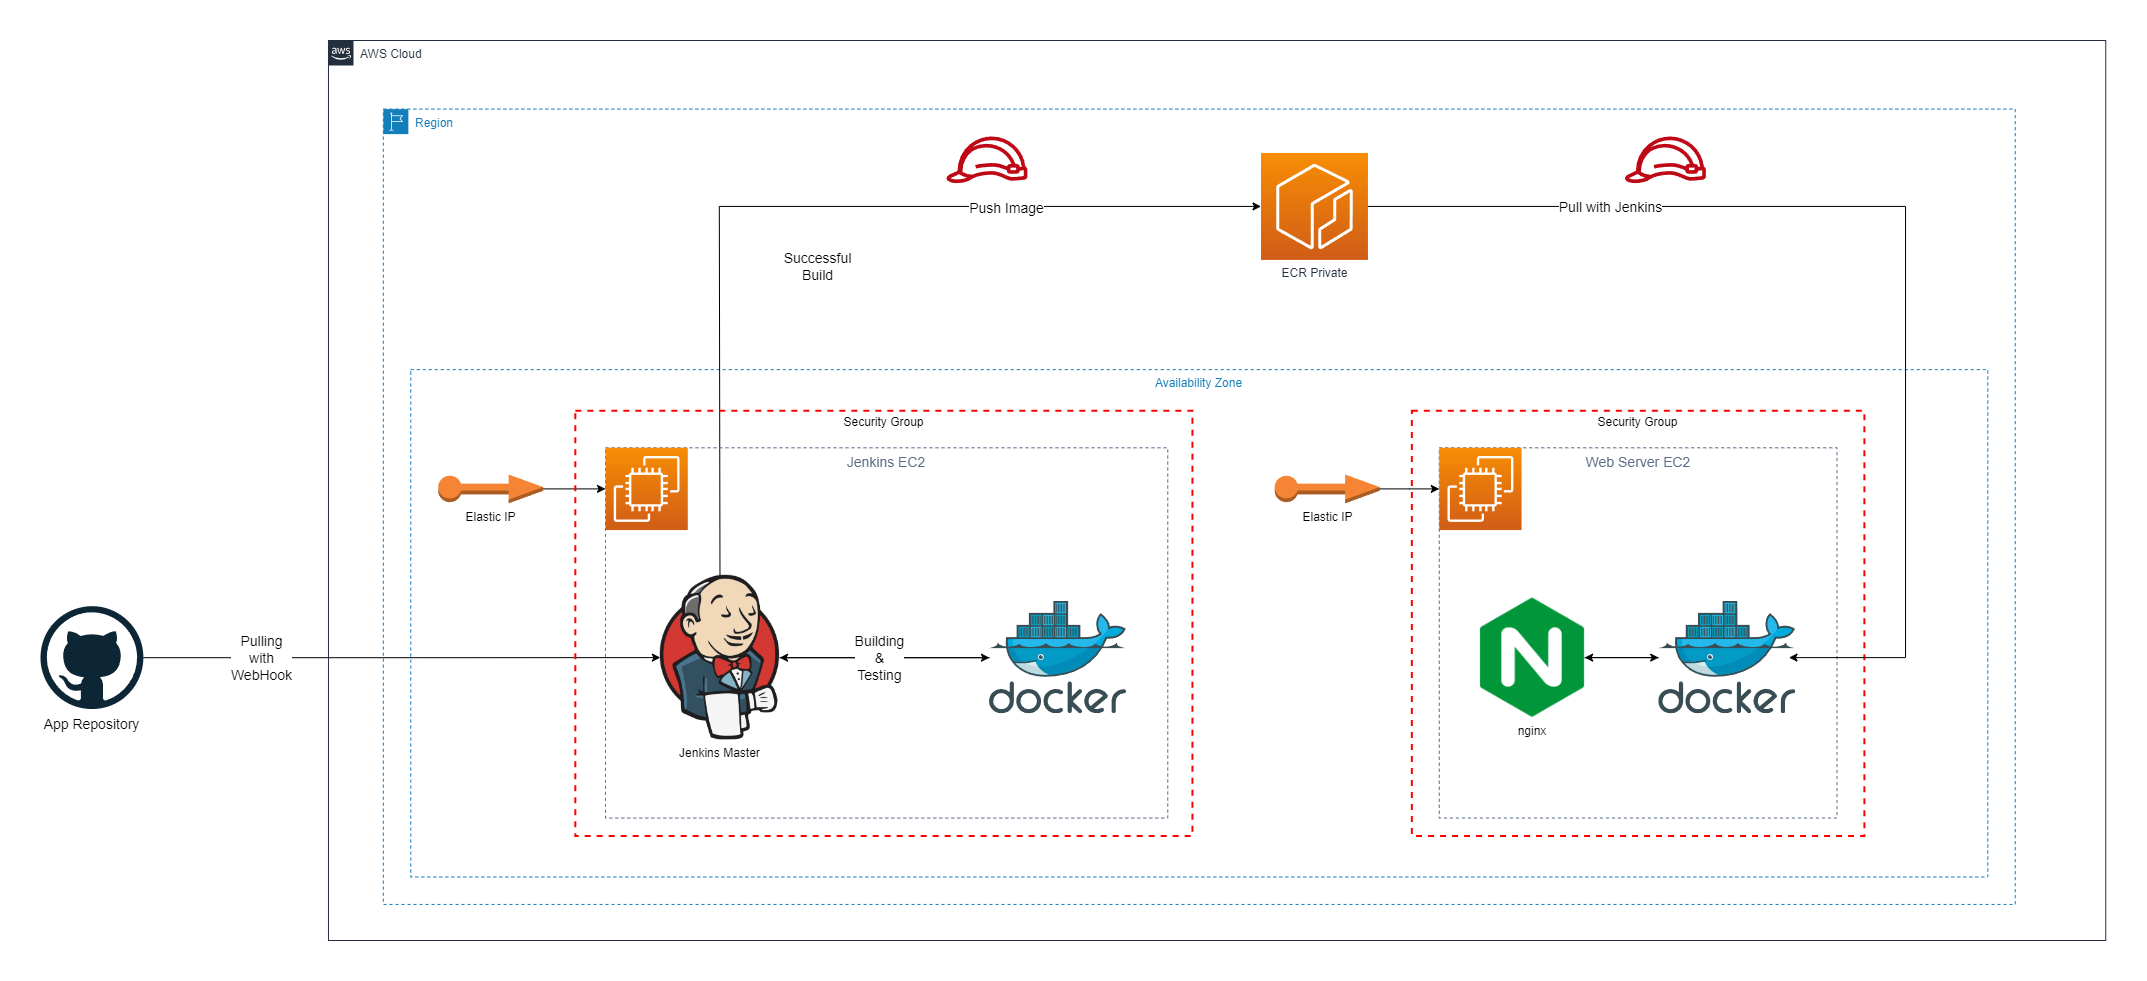 aws
AWS Cloud
Region
Push Image
Pull with Jenkins
Successful
Build
ECR Private
Availability Zone
Security Group
Security Group
Jenkins EC2
Web Server EC2
Elastic IP
Elastic IP
Pulling
with
WebHook
App Repository
Building
&
Testing
docker
Jenkins Master
N
nginx
docker